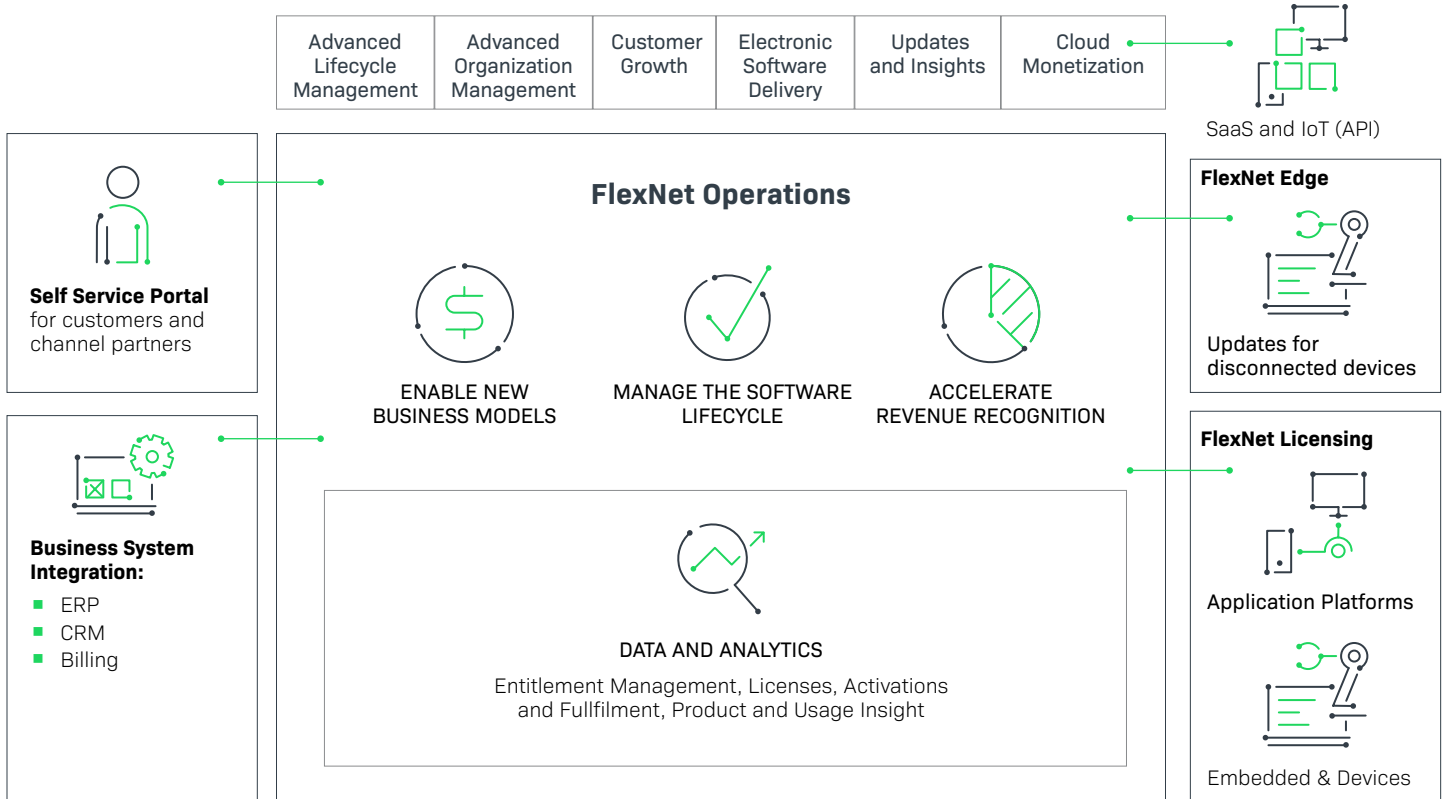 Advanced
Lifecycle
Management
Advanced
Organization
Management
Customer
Growth
Electronic
Software
Delivery
Updates
and Insights
Cloud
Monetization
SaaS and IoT (API)
Self Service Portal
for customers and
channel partners
Business System
Integration:
ERP
CRM
Billing
FlexNet Operations
ENABLE NEW
BUSINESS MODELS
MANAGE THE SOFTWARE
LIFECYCLE
ACCELERATE
REVENUE RECOGNITION
DATA AND ANALYTICS
Entitlement Management, Licenses, Activations
and Fullfilment, Product and Usage Insight
FlexNet Edge
Updates for
disconnected devices
FlexNet Licensing
Application Platforms
Embedded & Devices